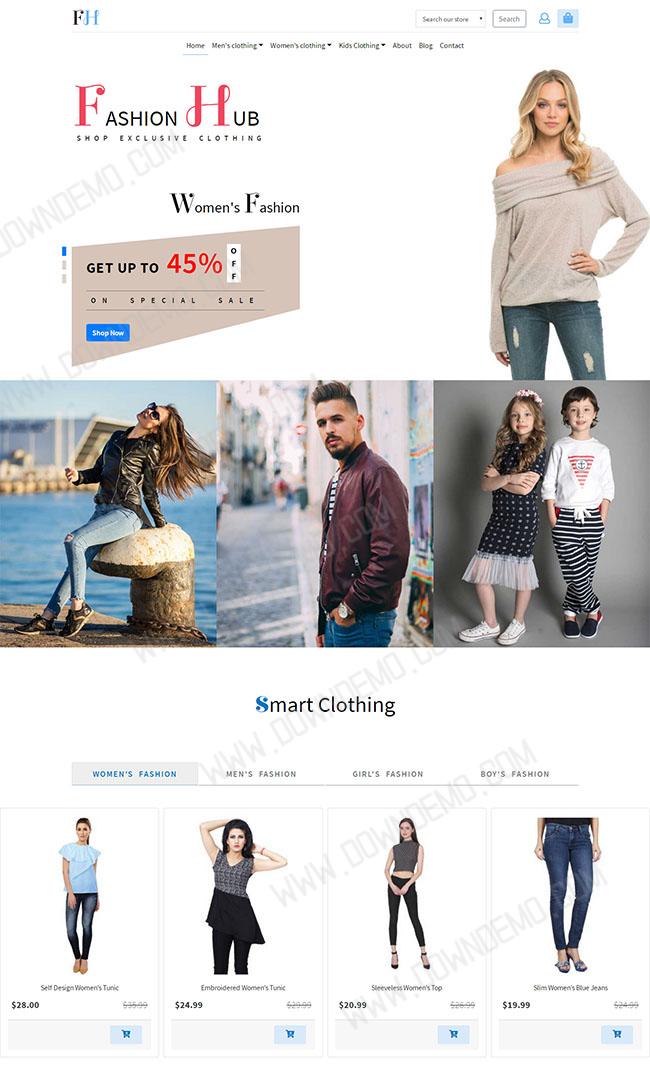 FH
Search our store
Search
Home Men's clothing Women's clothing Kids Clothing About Blog Contact
FASHION HUB
SHOP EXCLUSIVE CLOTHING
Women's Fashion
GET UP TO 45% OFF
ON SPECIAL SALE
Shop Now
Smart Clothing
WOMEN'S FASHION MEN'S FASHION GIRL'S FASHION BOY'S FASHION
Self Design Women's Tunic Embroidered Women's Tunic Sleeveless Women's Top Slim Women's Blue Jeans
$28.00 $35.99 $24.99 $29.99 $20.99 $28.99 $19.99 $24.99
WWW.DOWNDEMO.COM